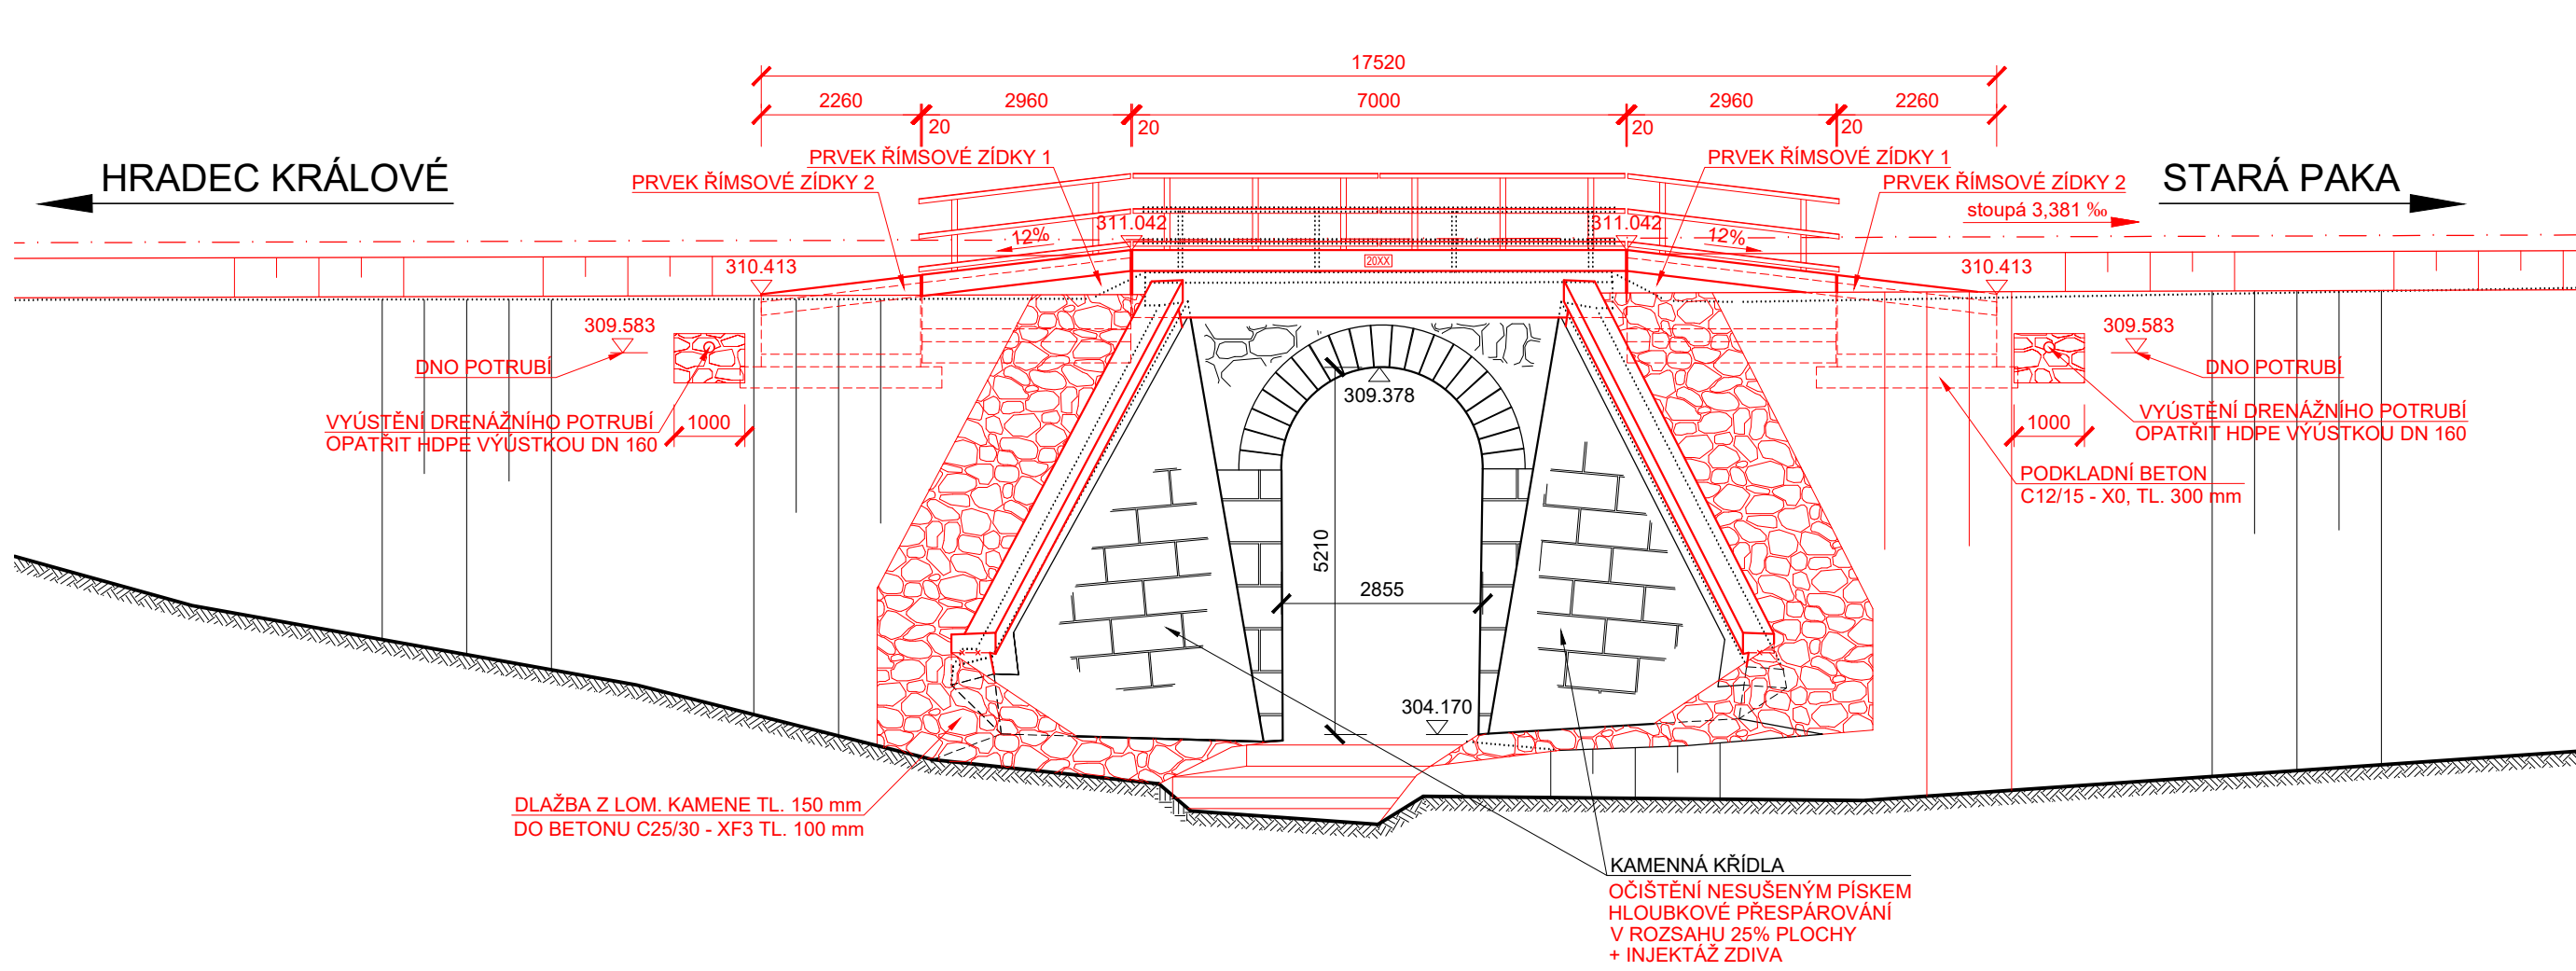 17520
2260
2960
7000
2960
2260
20
20
20
20
HRADEC KRÁLOVÉ
PRVEK ŘÍMSOVÉ ZÍDKY 1
PRVEK ŘÍMSOVÉ ZÍDKY 2
PRVEK ŘÍMSOVÉ ZÍDKY 1
PRVEK ŘÍMSOVÉ ZÍDKY 2
STARÁ PAKA
stoupá 3,381 ‰
12%
311.042
311.042
12%
20XX
310.413
310.413
309.583
DNO POTRUBÍ
309.583
DNO POTRUBÍ
309.378
VYÚSTĚNÍ DRENÁŽNÍHO POTRUBÍ
OPATŘIT HDPE VÝÚSTKOU DN 160
1000
1000
VYÚSTĚNÍ DRENÁŽNÍHO POTRUBÍ
OPATŘIT HDPE VÝÚSTKOU DN 160
PODKLADNÍ BETON
C12/15 - X0, TL. 300 mm
5210
2855
304.170
DLAŽBA Z LOM. KAMENE TL. 150 mm
DO BETONU C25/30 - XF3 TL. 100 mm
KAMENNÁ KŘÍDLA
OČIŠTĚNÍ NESUŠENÝM PÍSKEM
HLOUBKOVÉ PŘESPÁROVÁNÍ
V ROZSAHU 25% PLOCHY
+ INJEKTÁŽ ZDIVA